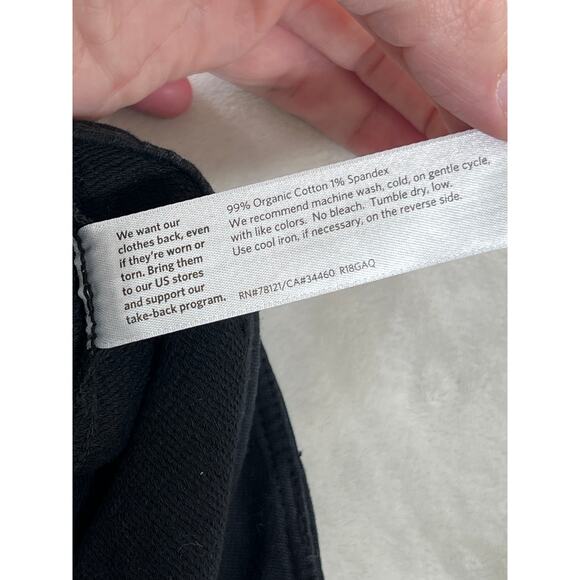 We want our
clothes back, even
if they're worn or
torn. Bring them
to our US stores
and support our
take-back program.
99% Organic Cotton 1% Spandex
We recommend machine wash, cold, on gentle cycle,
with like colors. No bleach. Tumble dry, low.
Use cool iron, if necessary, on the reverse side.
RN#78121/CA#34460 R18GAQ